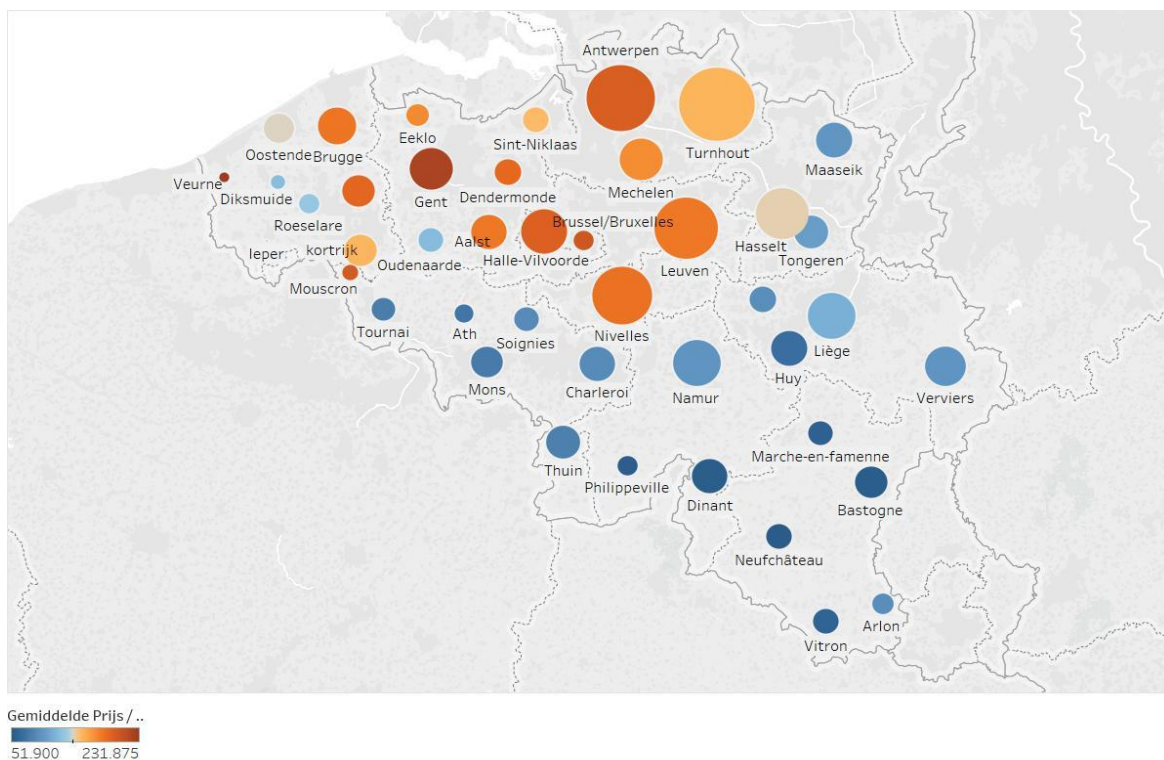 Antwerpen
Eeklo
Sint-Niklaas
Turnhout
Oostende
Brugge
Mechelen
Maaseik
Veurne
Diksmuide
Gent
Dendermonde
Roeselare
Brussel/Bruxelles
Hasselt
Aalst
Ieper
kortrijk
Oudenaarde
Halle-Vilvoorde
Leuven
Tongeren
Mouscron
Tournai
Ath
Soignies
Nivelles
Liège
Mons
Charleroi
Namur
Huy
Verviers
Marche-en-famenne
Thuin
Philippeville
Dinant
Bastogne
Neufchâteau
Arlon
Vitron
Gemiddelde Prijs / ..
51.900 231.875